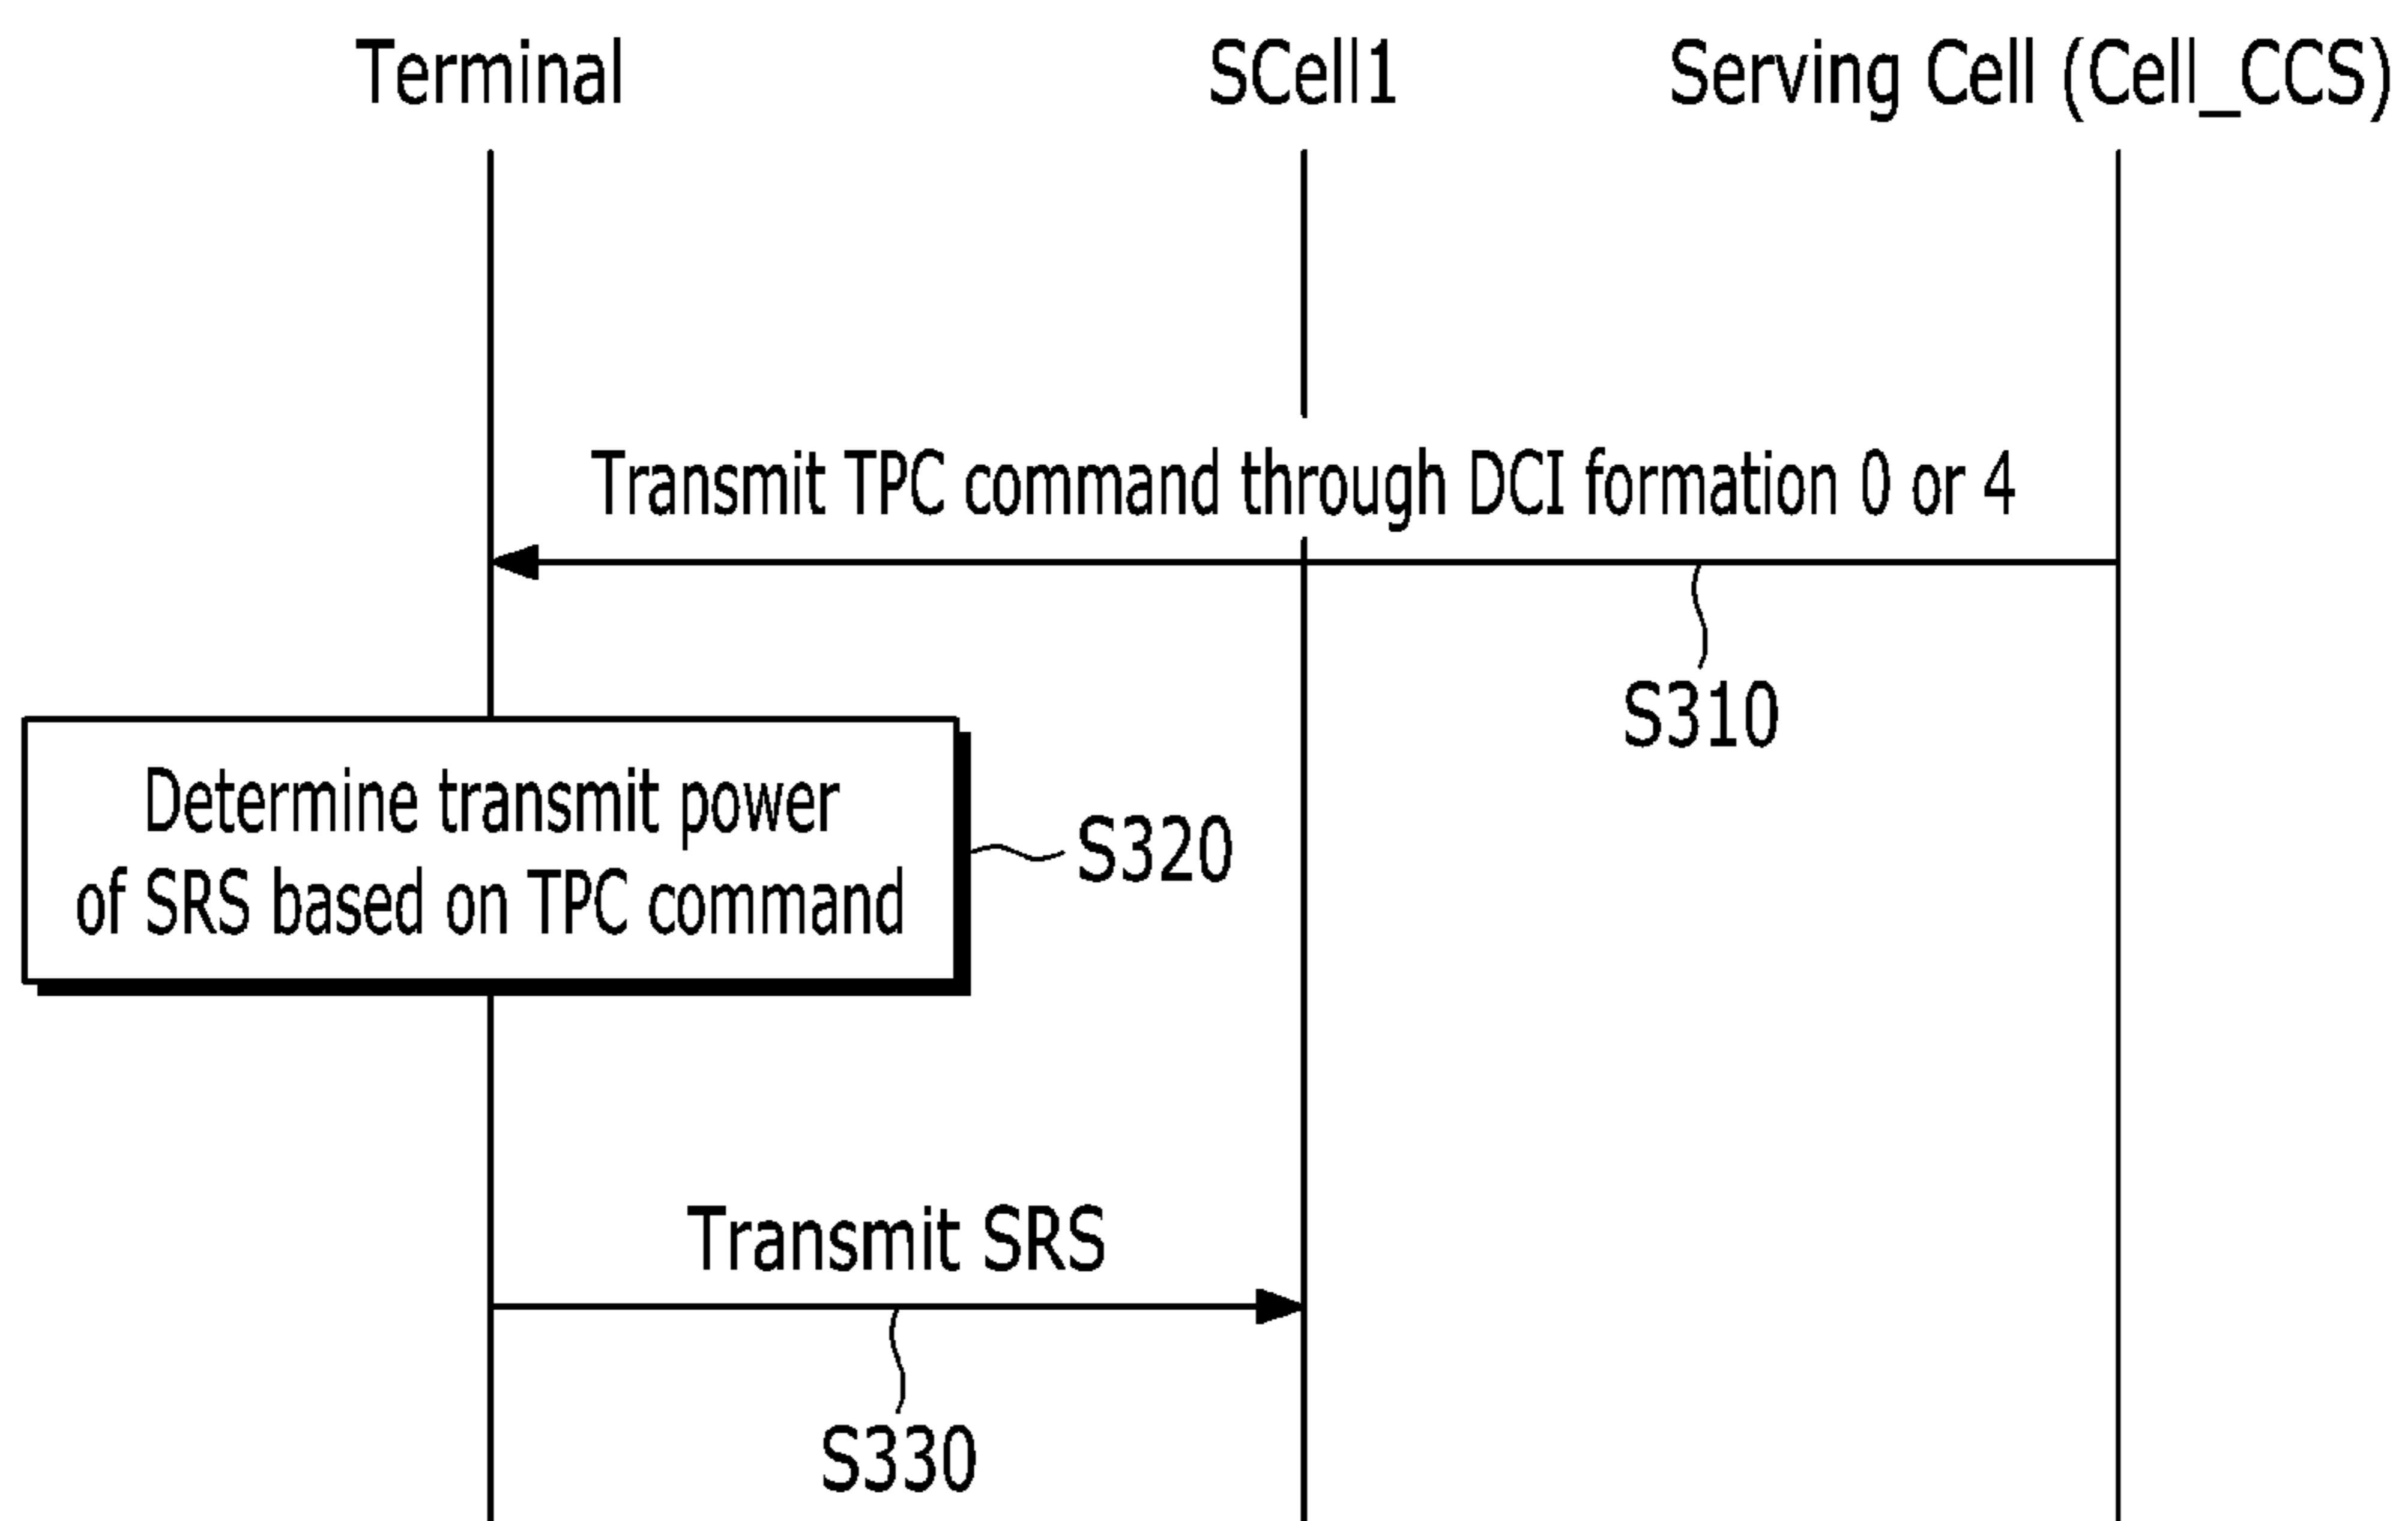 Terminal
SCell1
Serving Cell (Cell_CCS)
Transmit TPC command through DCI formation 0 or 4
S310
Determine transmit power
of SRS based on TPC command
S320
Transmit SRS
S330